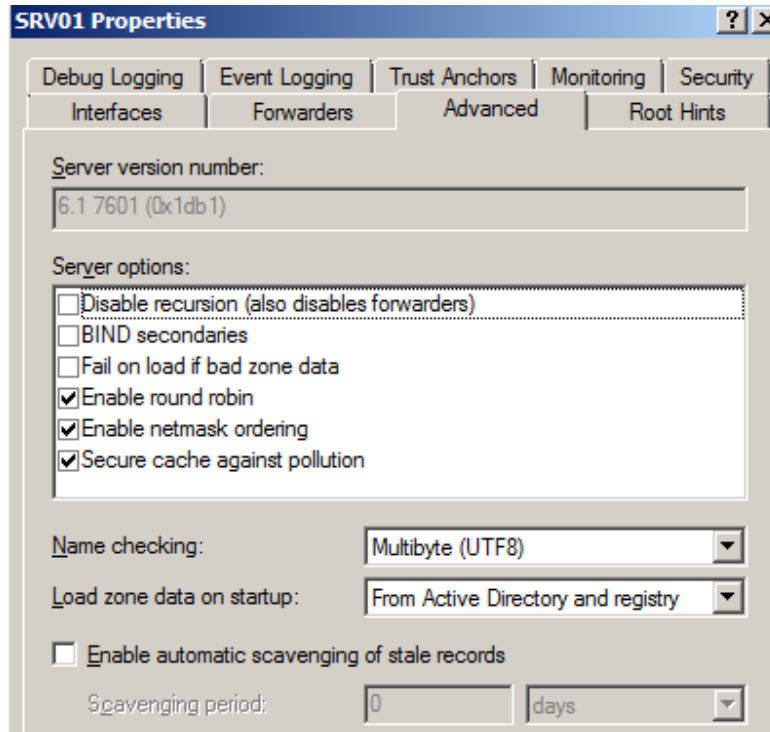 SRV01 Properties
Debug Logging Event Logging Trust Anchors Monitoring Security
Interfaces Forwarders Advanced Root Hints
Server version number:
6.1 7601 (0x1db1)
Server options:
Disable recursion (also disables forwarders)
BIND secondaries
Fail on load if bad zone data
Enable round robin
Enable netmask ordering
Secure cache against pollution
Name checking: Multibyte (UTF8)
Load zone data on startup: From Active Directory and registry
Enable automatic scavenging of stale records
Scavenging period: 0 days